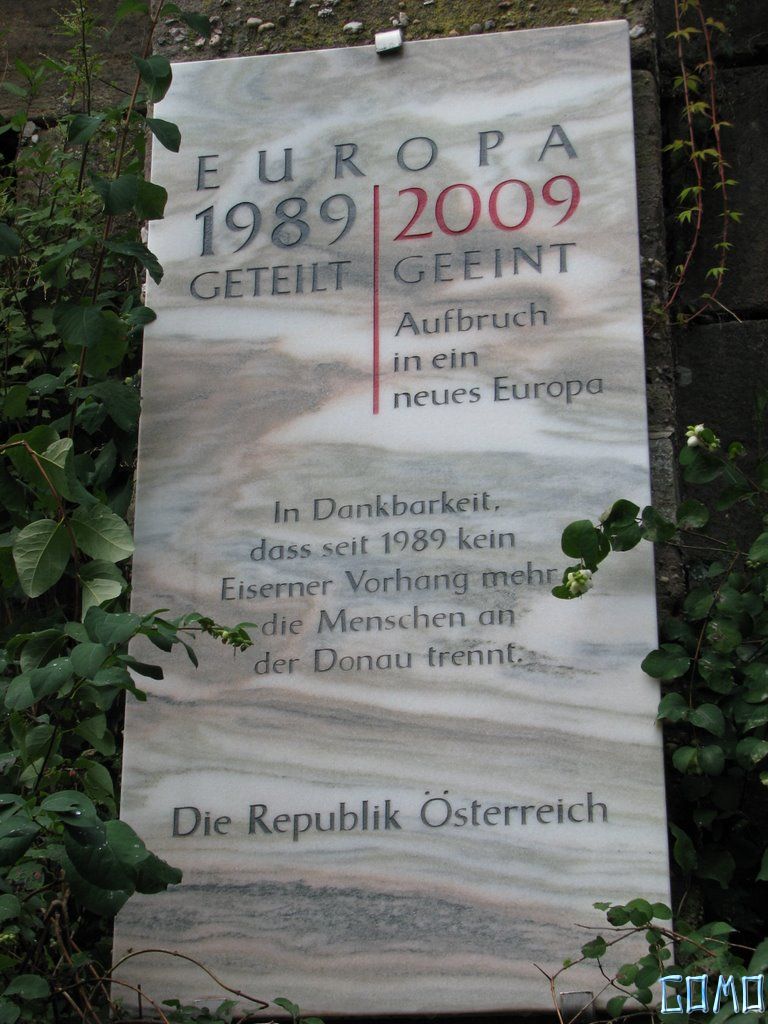 EUROPA
1989 | 2009
GETEILT | GEEINT
Aufbruch
in ein
neues Europa
In Dankbarkeit,
dass seit 1989 kein
Eiserner Vorhang mehr
die Menschen an
der Donau trennt.
Die Republik Österreich
GOMO